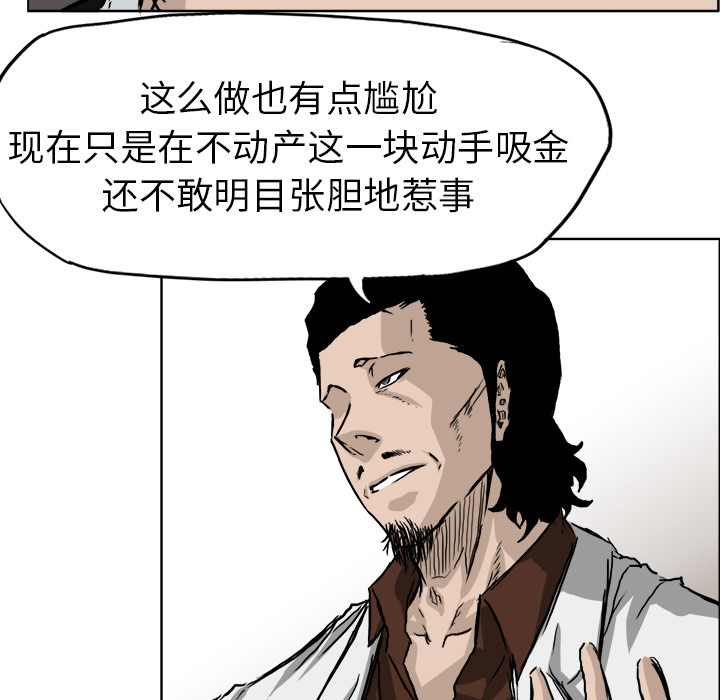 这么做也有点尴尬
现在只是在不动产这一块动手吸金
还不敢明目张胆地惹事